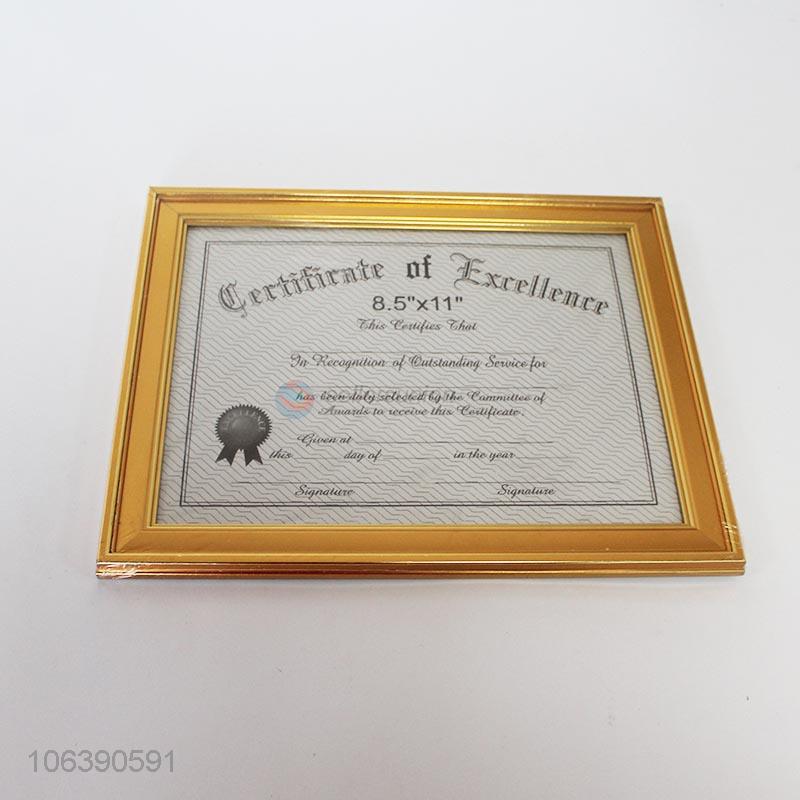 Certificate of Excellence
8.5"x11"
This Certifies That
In Recognition of Outstanding Service for
has been duly selected by the Committee of
Awards to receive this Certificate.
Given at
this day of in the year
Signature Signature
106390591